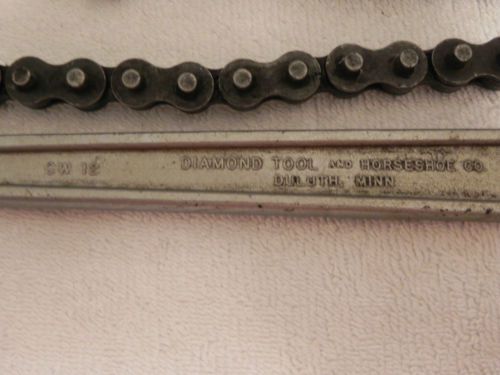 CW 12 DIAMOND TOOL AND HORSESHOE CO.
DULUTH, MINN